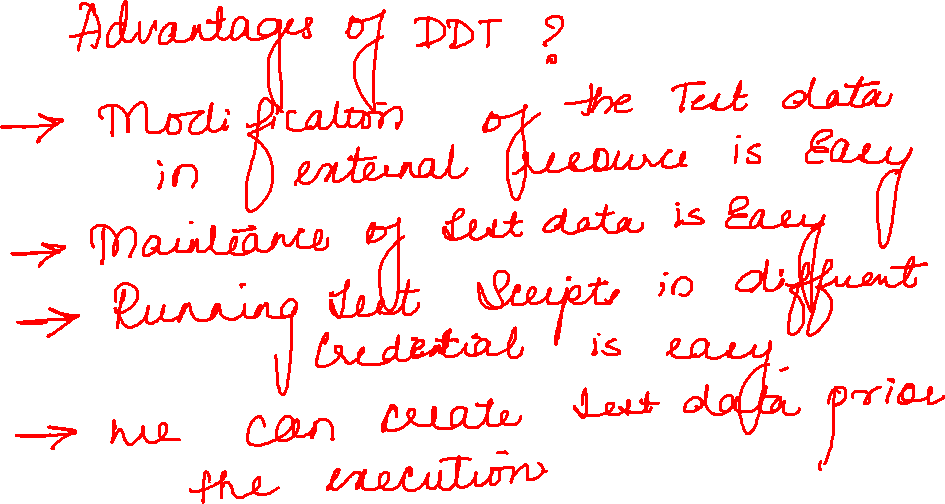 Advantages of DDT ?
→ Modification of the Test data
in external resource is Easy
→ Mainteance of test data is Easy
→ Running Test Scripts in different
Credential is easy
→ we can create test data prior
the execution